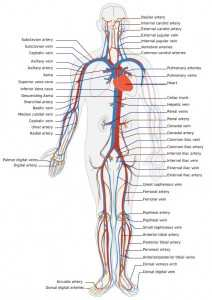 Basilar artery
Internal carotid artery
External carotid artery
External jugular vein
Internal jugular vein
Vertebral arteries
Common carotid arteries
Pulmonary arteries
Pulmonary veins
Heart
Celiac trunk
Hepatic vein
Renal veins
Renal artery
Gonadal vein
Gonadal artery
Common iliac vein
Common iliac artery
Internal iliac artery
Internal iliac vein
External iliac vein
External iliac artery
Great saphenous vein
Femoral artery
Femoral vein
Popliteal artery
Popliteal vein
Small saphenous vein
Anterior tibial artery
Posterior tibial artery
Peroneal artery
Anterior/posterior tibial veins
Dorsal venous arch
Dorsal digital vein
Subclavian artery
Subclavian vein
Cephalic vein
Axillary vein
Axillary artery
Aorta
Superior vena cava
Inferior vena cava
Descending Aorta
Brachial artery
Basilic vein
Median cubital vein
Cephalic vein
Ulnar artery
Radial artery
Palmar digital veins
Digital artery
Arcuate artery
Dorsal digital arteries